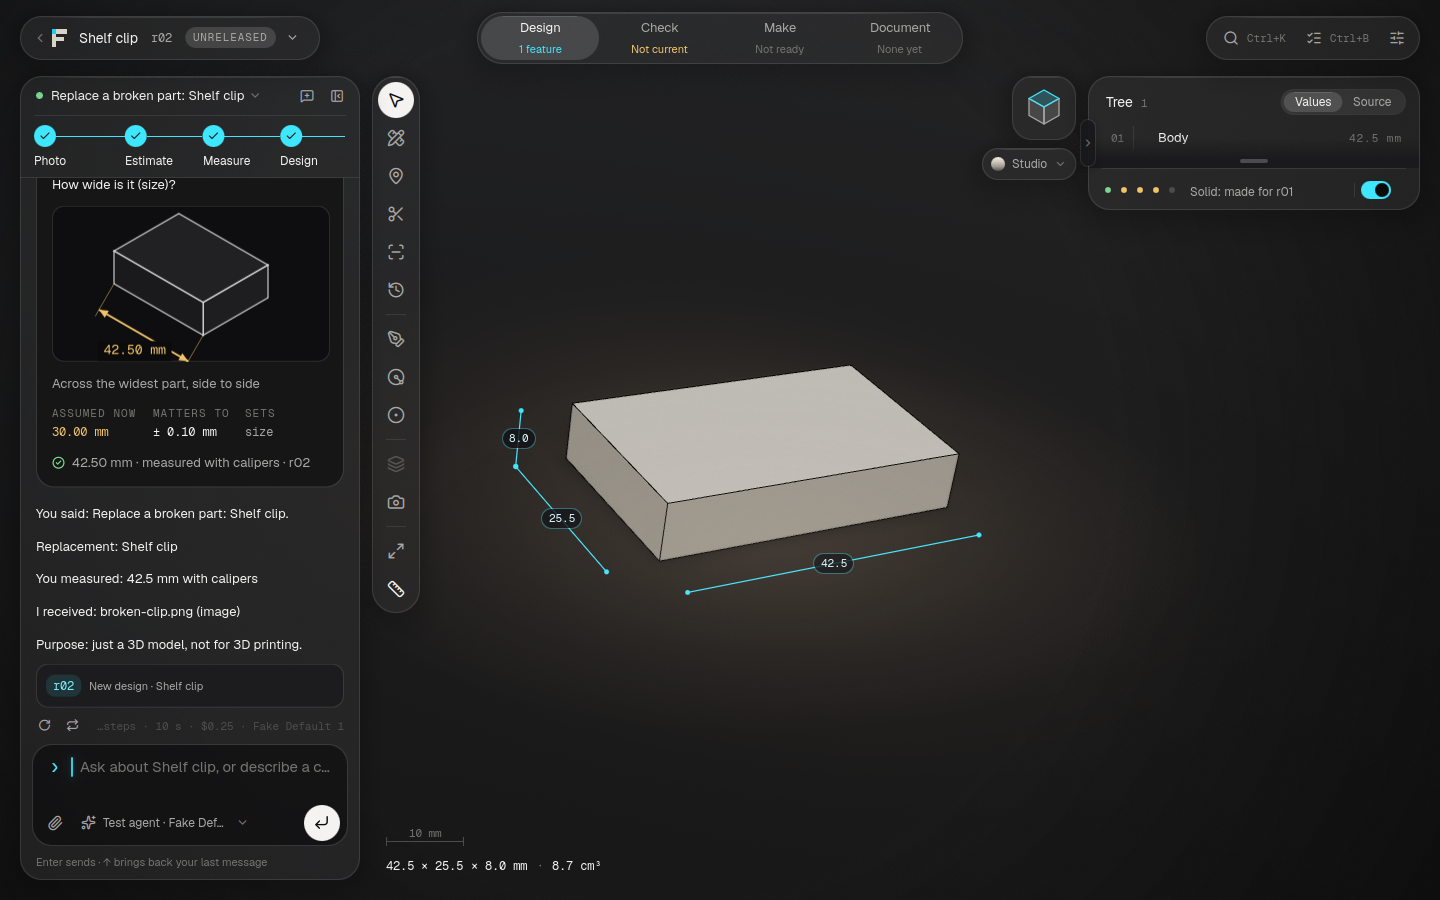 Shelf clip r02 UNRELEASED
Design
1 feature
Check
Not current
Make
Not ready
Document
None yet
Ctrl+K
Ctrl+B
Replace a broken part: Shelf clip
Photo
Estimate
Measure
Design
How wide is it (size)?
42.50 mm
Across the widest part, side to side
ASSUMED NOW MATTERS TO SETS
30.00 mm ± 0.10 mm size
42.50 mm · measured with calipers · r02
You said: Replace a broken part: Shelf clip.
Replacement: Shelf clip
You measured: 42.5 mm with calipers
I received: broken-clip.png (image)
Purpose: just a 3D model, not for 3D printing.
r02 New design · Shelf clip
…steps · 10 s · $0.25 · Fake Default 1
Ask about Shelf clip, or describe a c…
Test agent · Fake Def…
Enter sends · ↑ brings back your last message
8.0
25.5
42.5
10 mm
42.5 × 25.5 × 8.0 mm · 8.7 cm³
Studio
Tree 1
Values
Source
01 Body 42.5 mm
Solid: made for r01